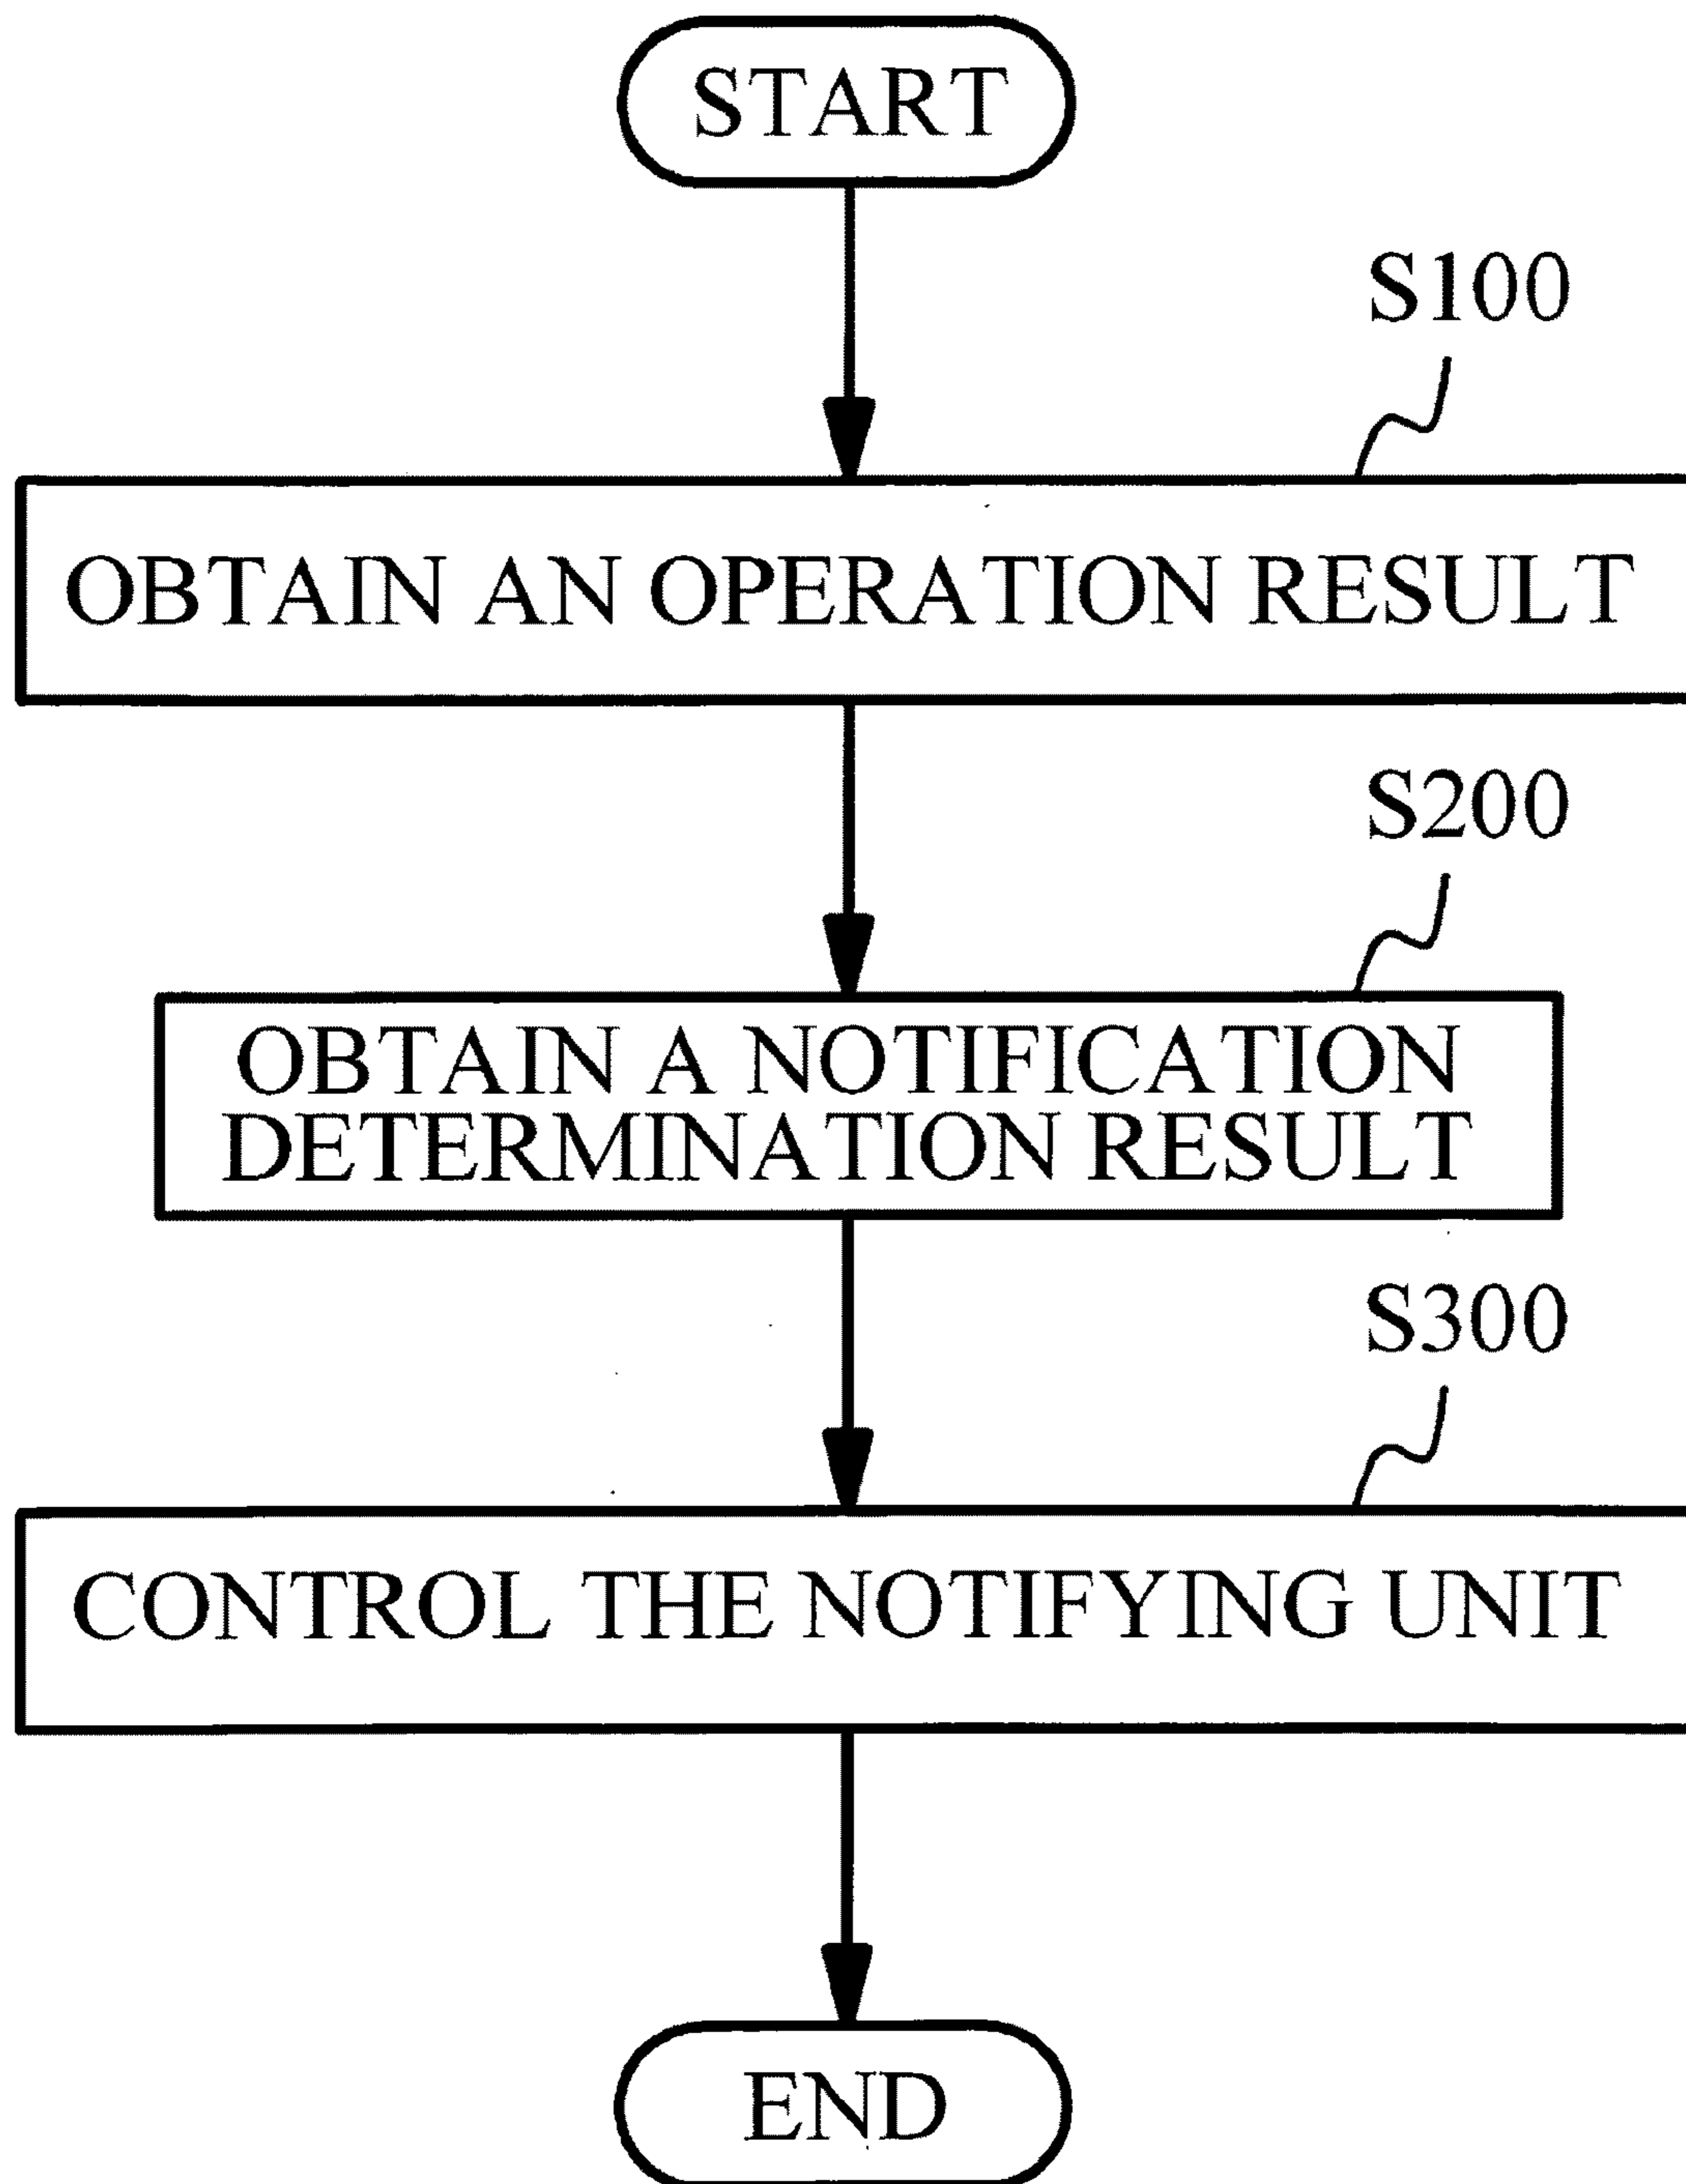 START
S100
OBTAIN AN OPERATION RESULT
S200
OBTAIN A NOTIFICATION
DETERMINATION RESULT
S300
CONTROL THE NOTIFYING UNIT
END